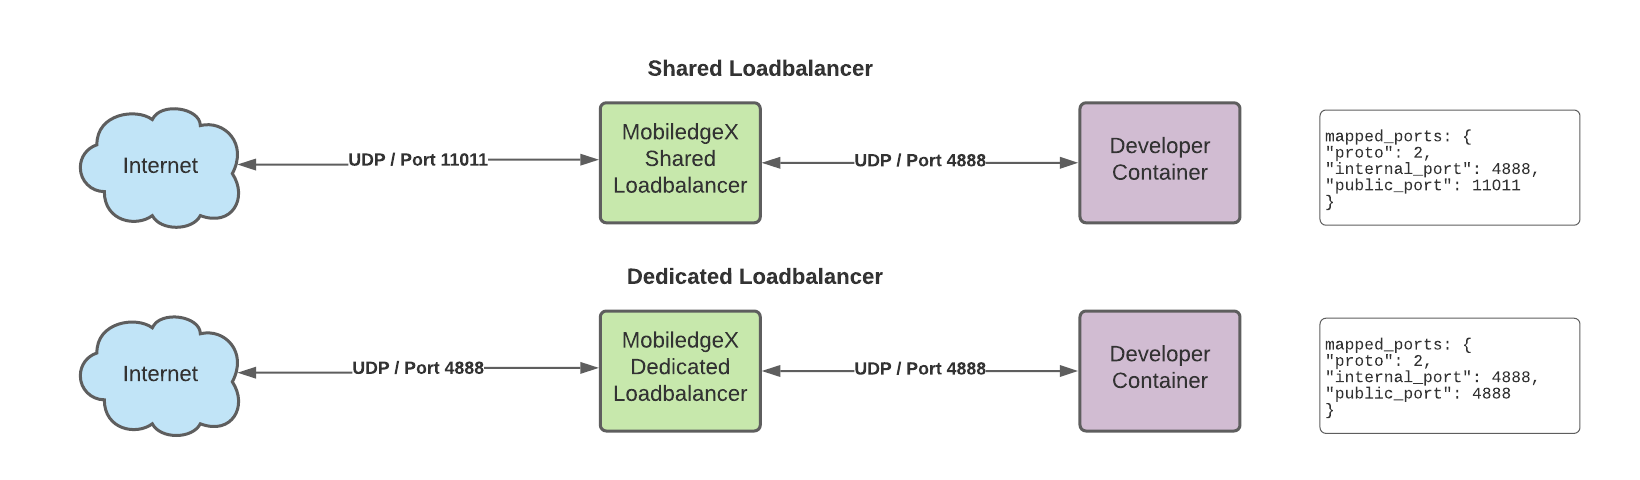 Shared Loadbalancer
Internet
UDP / Port 11011
MobiledgeX
Shared
Loadbalancer
UDP / Port 4888
Developer
Container
mapped_ports: {
"proto": 2,
"internal_port": 4888,
"public_port": 11011
}
Dedicated Loadbalancer
Internet
UDP / Port 4888
MobiledgeX
Dedicated
Loadbalancer
UDP / Port 4888
Developer
Container
mapped_ports: {
"proto": 2,
"internal_port": 4888,
"public_port": 4888
}